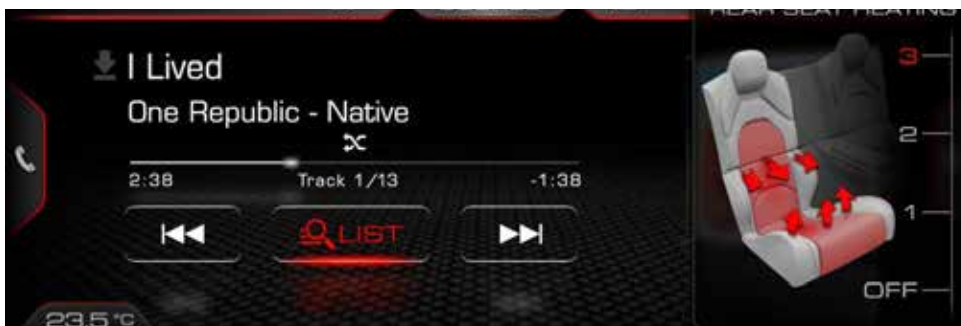 REAR SEAT HEATING
I Lived
One Republic - Native
2:38
Track 1/13
-1:38
LIST
3
2
1
OFF
23.5 °C